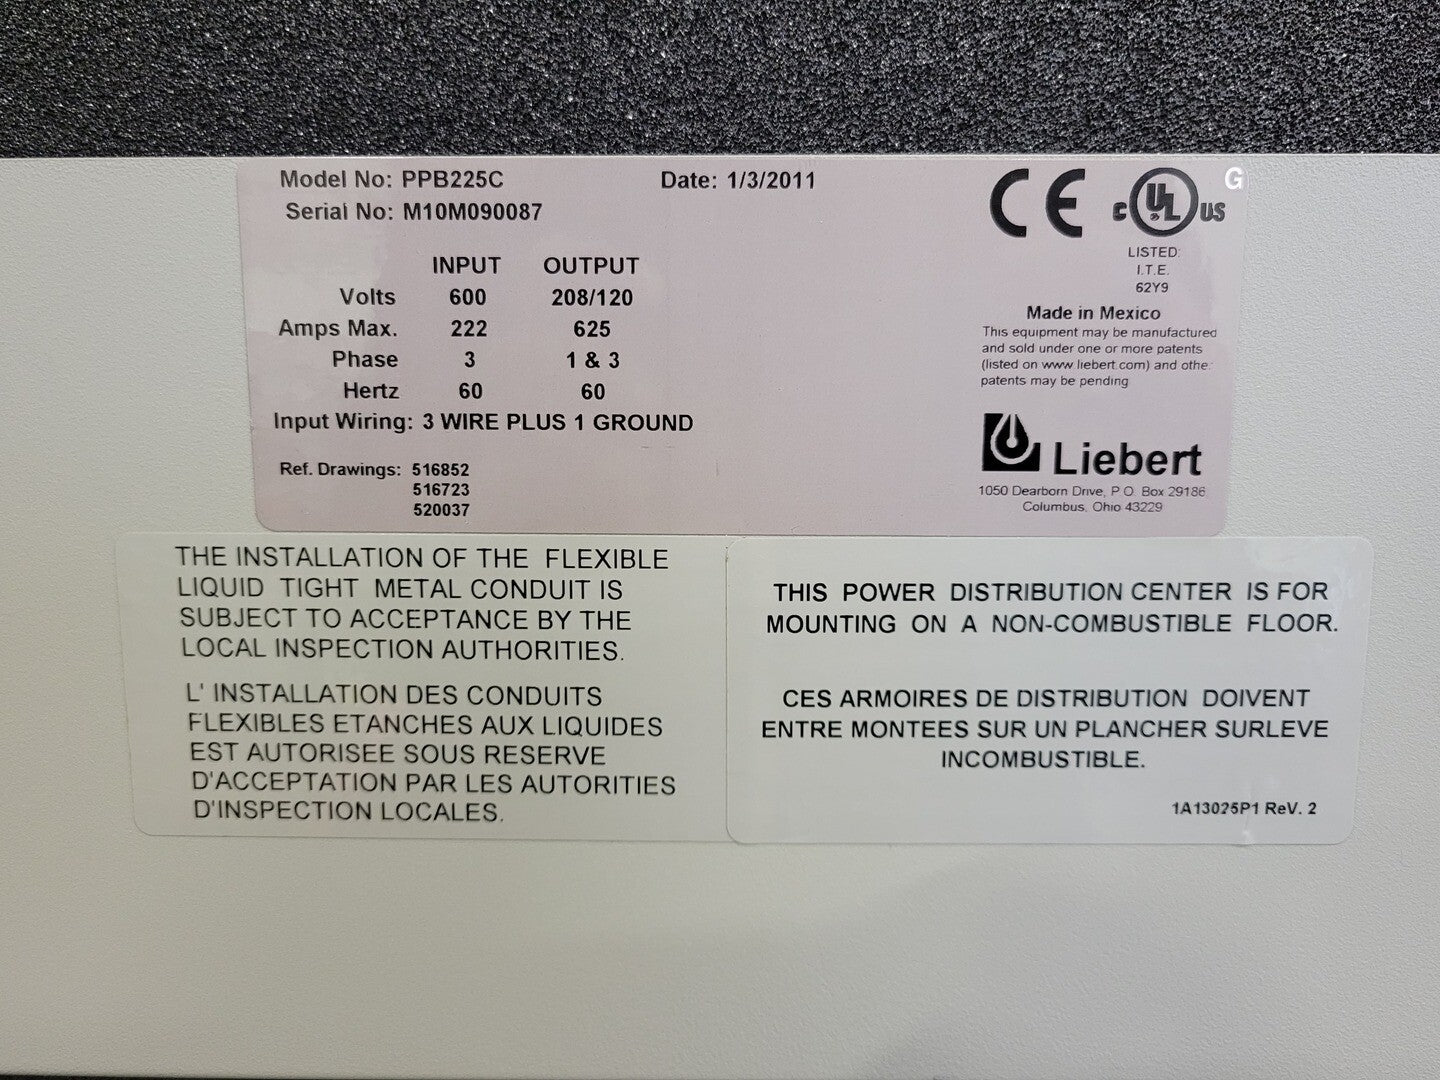 Model No: PPB225C Date: 1/3/2011
Serial No: M10M090087
INPUT OUTPUT
Volts 600 208/120
Amps Max. 222 625
Phase 3 1 & 3
Hertz 60 60
Input Wiring: 3 WIRE PLUS 1 GROUND
Ref. Drawings: 516852
516723
520037
CE C UL US G
LISTED
I.T.E.
62Y9
Made in Mexico
This equipment may be manufactured
and sold under one or more patents
(listed on www.liebert.com) and othe
patents may be pending
Liebert
1050 Dearborn Drive, P.O. Box 29186
Columbus, Ohio 43229
THE INSTALLATION OF THE FLEXIBLE
LIQUID TIGHT METAL CONDUIT IS
SUBJECT TO ACCEPTANCE BY THE
LOCAL INSPECTION AUTHORITIES.
L' INSTALLATION DES CONDUITS
FLEXIBLES ETANCHES AUX LIQUIDES
EST AUTORISEE SOUS RESERVE
D'ACCEPTATION PAR LES AUTORITIES
D'INSPECTION LOCALES.
THIS POWER DISTRIBUTION CENTER IS FOR
MOUNTING ON A NON-COMBUSTIBLE FLOOR.
CES ARMOIRES DE DISTRIBUTION DOIVENT
ENTRE MONTEES SUR UN PLANCHER SURLEVE
INCOMBUSTIBLE.
1A13025P1 ReV. 2